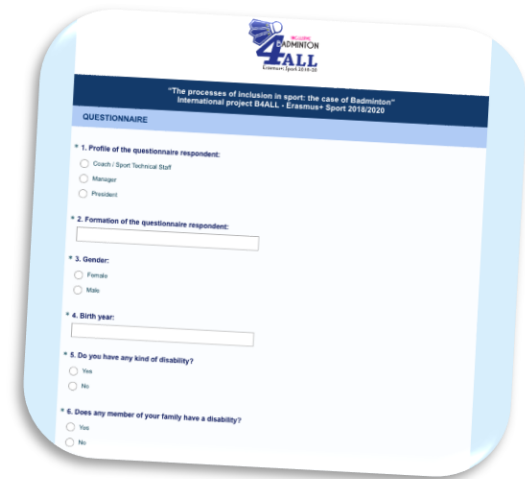 INCLUSIVE
BADMINTON
4ALL
Erasmus+ Sport 2018-20
"The processes of inclusion in sport: the case of Badminton"
International project B4ALL - Erasmus+ Sport 2018/2020
QUESTIONNAIRE
* 1. Profile of the questionnaire respondent:
Coach / Sport Technical Staff
Manager
President
* 2. Formation of the questionnaire respondent:
* 3. Gender:
Female
Male
* 4. Birth year:
* 5. Do you have any kind of disability?
Yes
No
* 6. Does any member of your family have a disability?
Yes
No